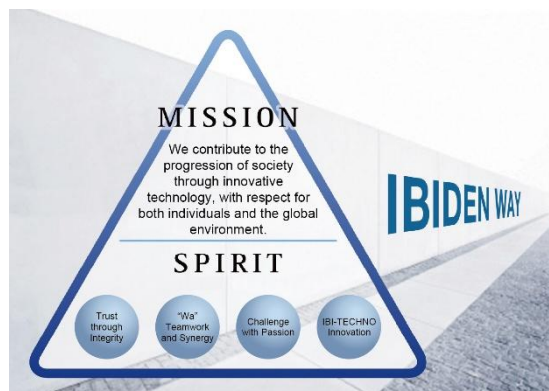 MISSION
We contribute to the
progression of society
through innovative
technology, with respect for
both individuals and the global
environment.
IBIDEN WAY
SPIRIT
Trust
through
Integrity
"Wa"
Teamwork
and Synergy
Challenge
with Passion
IBI-TECHNO
Innovation